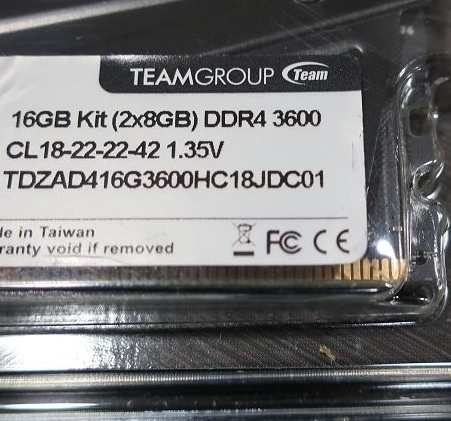 TEAMGROUP Team
16GB Kit (2x8GB) DDR4 3600
CL18-22-22-42 1.35V
TDZAD416G3600HC18JDC01
de in Taiwan
ranty void if removed
FC CE